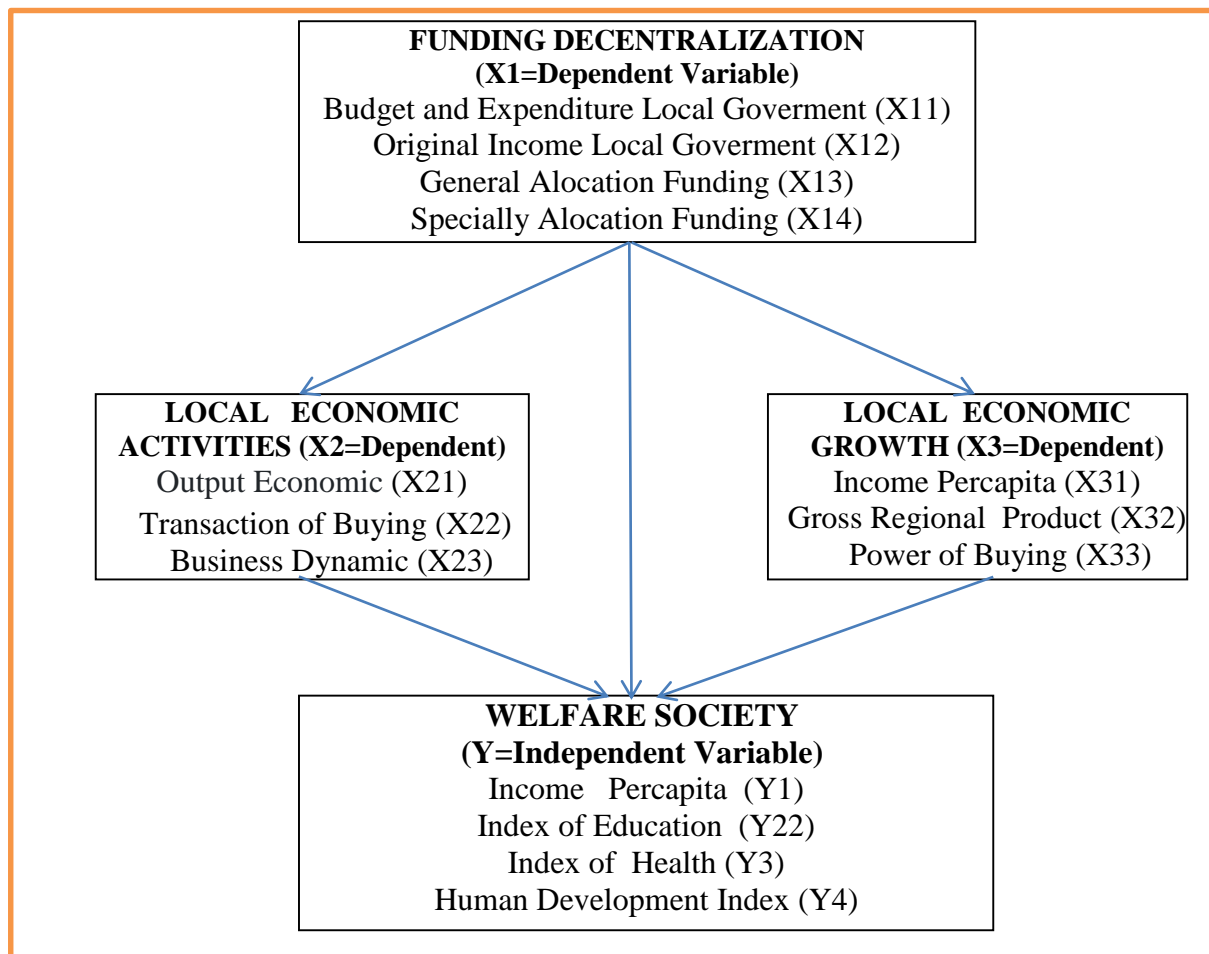 FUNDING DECENTRALIZATION
(X1=Dependent Variable)
Budget and Expenditure Local Goverment (X11)
Original Income Local Goverment (X12)
General Alocation Funding (X13)
Specially Alocation Funding (X14)
LOCAL ECONOMIC
ACTIVITIES (X2=Dependent)
Output Economic (X21)
Transaction of Buying (X22)
Business Dynamic (X23)
LOCAL ECONOMIC
GROWTH (X3=Dependent)
Income Percapita (X31)
Gross Regional Product (X32)
Power of Buying (X33)
WELFARE SOCIETY
(Y=Independent Variable)
Income Percapita (Y1)
Index of Education (Y22)
Index of Health (Y3)
Human Development Index (Y4)